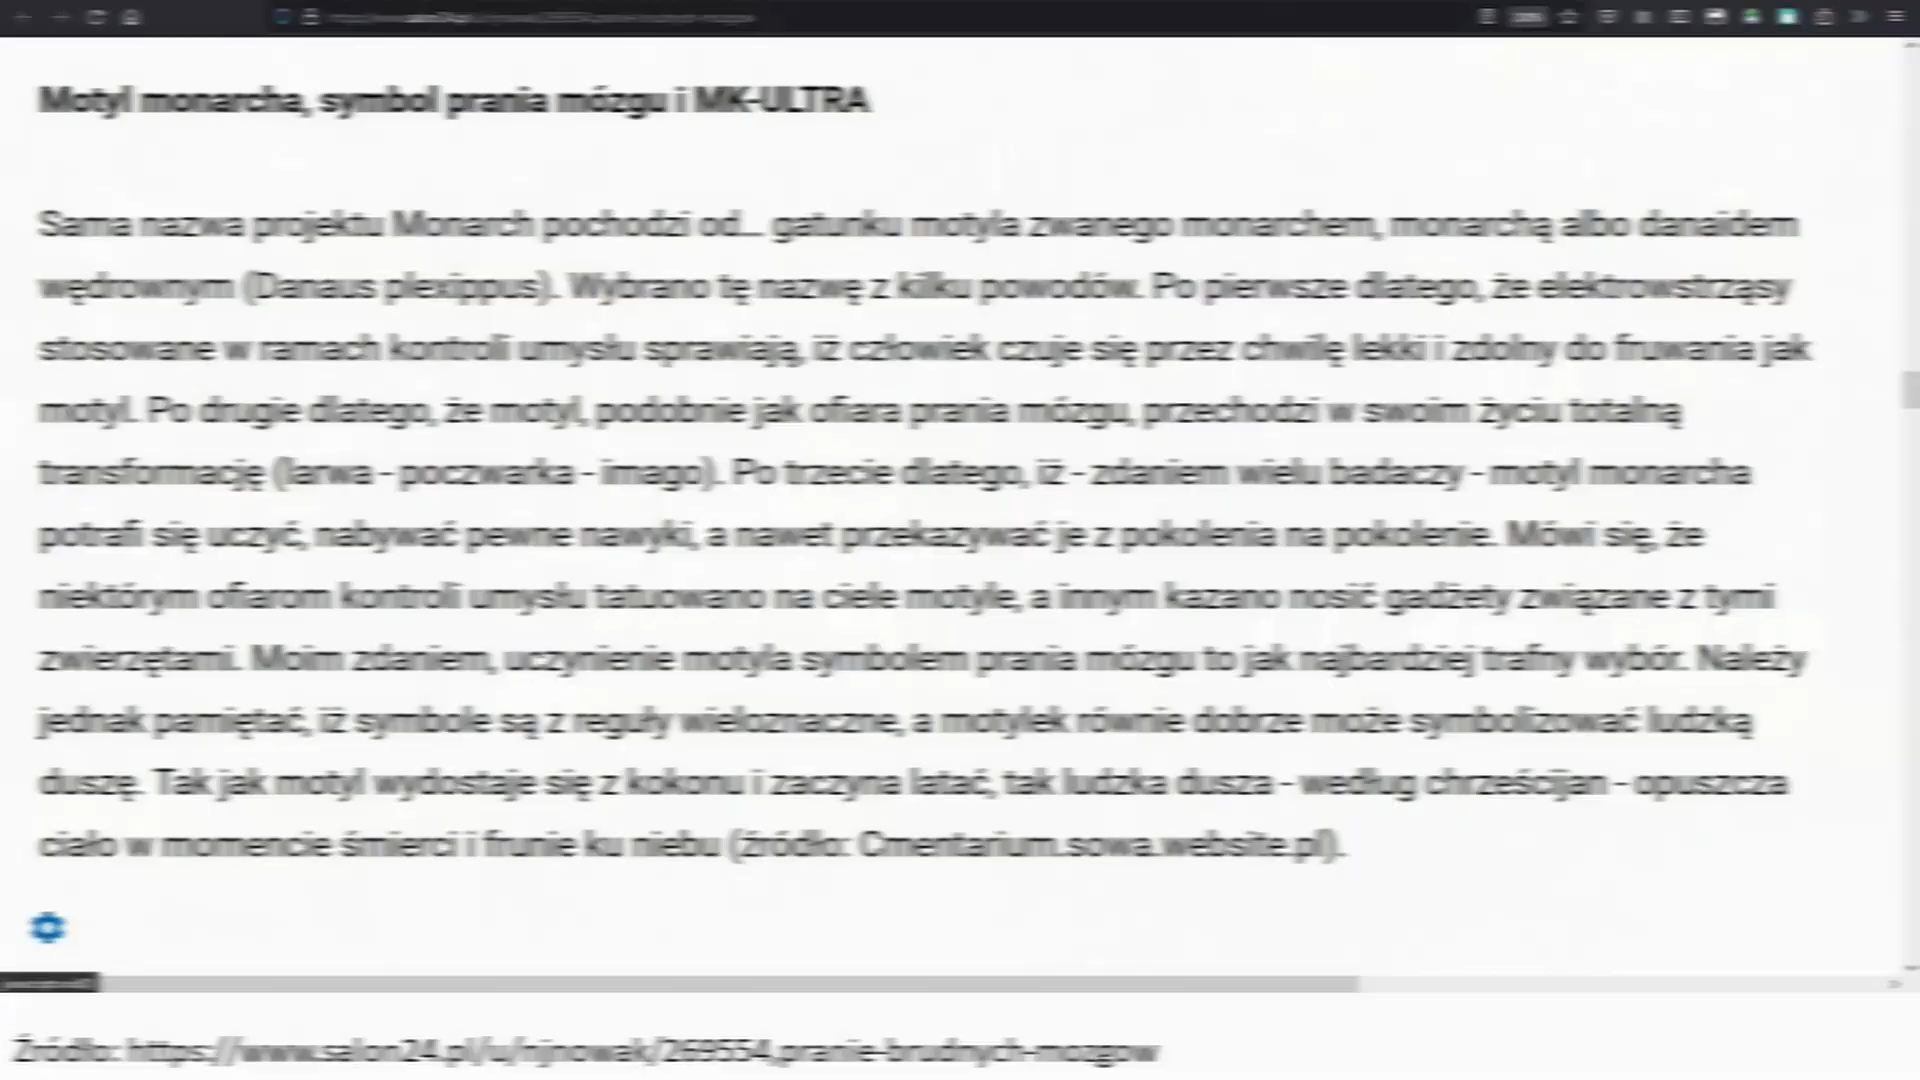 Motyl monarcha, symbol prania mózgu i MK-ULTRA
Sama nazwa projektu Monarch pochodzi od... gatunku motyla zwanego monarchem, monarchą albo danaidem
wędrownym (Danaus plexippus). Wybrano tę nazwę z kilku powodów. Po pierwsze dlatego, że elektrowstrząsy
stosowane w ramach kontroli umysłu sprawiają, iż człowiek czuje się przez chwilę lekki i zdolny do fruwania jak
motyl. Po drugie dlatego, że motyl, podobnie jak ofiara prania mózgu, przechodzi w swoim życiu totalną
transformację (larwa - poczwarka - imago). Po trzecie dlatego, iż - zdaniem wielu badaczy - motyl monarcha
potrafi się uczyć, nabywać pewne nawyki, a nawet przekazywać je z pokolenia na pokolenie. Mówi się, że
niektórym ofiarom kontroli umysłu tatuowano na ciele motyle, a innym kazano nosić gadżety związane z tymi
zwierzętami. Moim zdaniem, uczynienie motyla symbolem prania mózgu to jak najbardziej trafny wybór. Należy
jednak pamiętać, iż symbole są z reguły wieloznaczne, a motylek równie dobrze może symbolizować ludzką
duszę. Tak jak motyl wydostaje się z kokonu i zaczyna latać, tak ludzka dusza - według chrześcijan - opuszcza
ciało w momencie śmierci i frunie ku niebu (źródło: Cmentarium.sowa.website.pl).
Źródło: https://www.salon24.pl/u/njnowak/269554,pranie-brudnych-mozgow